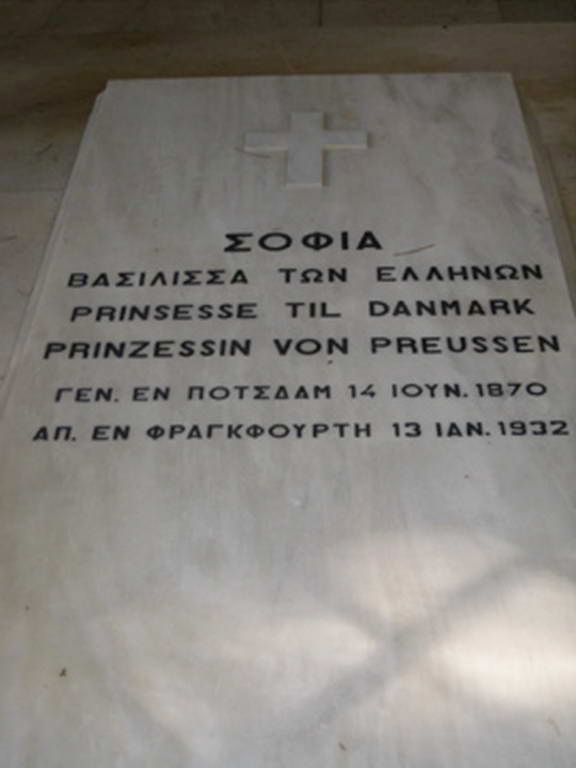 ΣΟΦΙΑ
ΒΑΣΙΛΙΣΣΑ ΤΩΝ ΕΛΛΗΝΩΝ
PRINSESSE TIL DANMARK
PRINZESSIN VON PREUSSEN
ΓΕΝ. ΕΝ ΠΟΤΣΔΑΜ 14 ΙΟΥΝ. 1870
ΑΠ. ΕΝ ΦΡΑΓΚΦΟΥΡΤΗ 13 ΙΑΝ. 1932